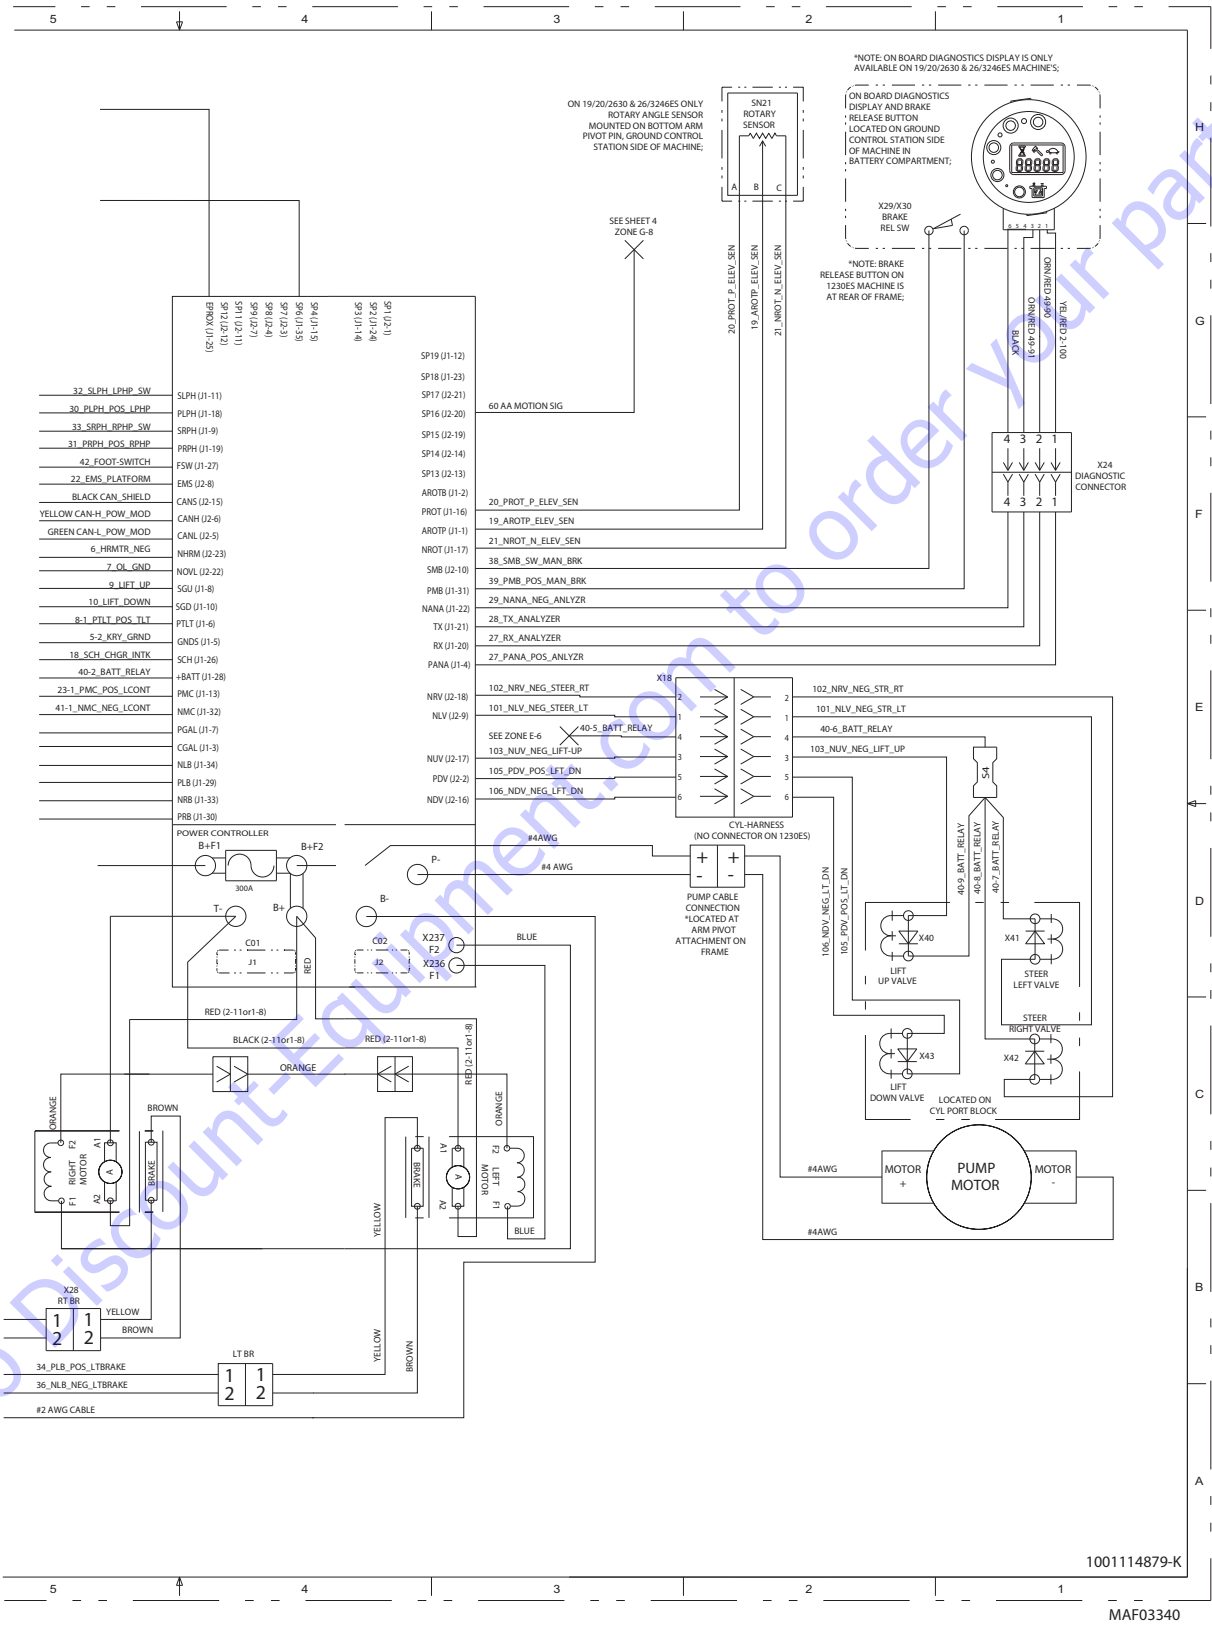 5 4 3 2 1
*NOTE: ON BOARD DIAGNOSTICS DISPLAY IS ONLY
AVAILABLE ON 19/20/2630 & 26/3246ES MACHINE'S;
ON BOARD DIAGNOSTICS
DISPLAY AND BRAKE
RELEASE BUTTON
LOCATED ON GROUND
CONTROL STATION SIDE
OF MACHINE IN
BATTERY COMPARTMENT;
88888
6 5 4 3 2 1
X29/X30
BRAKE
REL SW
*NOTE: BRAKE
RELEASE BUTTON ON
1230ES MACHINE IS
AT REAR OF FRAME;
ON 19/20/2630 & 26/3246ES ONLY
ROTARY ANGLE SENSOR
MOUNTED ON BOTTOM ARM
PIVOT PIN, GROUND CONTROL
STATION SIDE OF MACHINE;
SN21
ROTARY
SENSOR
A B C
SEE SHEET 4
ZONE G-8
20_PROT_P_ELEV_SEN
19_AROTP_ELEV_SEN
21_NROT_N_ELEV_SEN
BLACK
ORN/RED 49-91
ORN/RED 49-90
YEL/RED 2-100
H
G
F
E
D
C
B
A
EPROX (J1-25)
SP12 (J2-12)
SP11 (J2-11)
SP9 (J2-7)
SP8 (J2-4)
SP7 (J2-3)
SP6 (J1-35)
SP4 (J1-15)
SP3 (J1-14)
SP2 (J1-24)
SP1 (J2-1)
32_SLPH_LPHP_SW
30_PLPH_POS_LPHP
33_SRPH_RPHP_SW
31_PRPH_POS_RPHP
42_FOOT-SWITCH
22_EMS_PLATFORM
BLACK CAN_SHIELD
YELLOW CAN-H_POW_MOD
GREEN CAN-L_POW_MOD
6_HRMTR_NEG
7_OL_GND
9_LIFT_UP
10_LIFT_DOWN
8-1_PTLT_POS_TLT
5-2_KRY_GRND
18_SCH_CHGR_INTK
40-2_BATT_RELAY
23-1_PMC_POS_LCONT
41-1_NMC_NEG_LCONT
SLPH (J1-11)
PLPH (J1-18)
SRPH (J1-9)
PRPH (J1-19)
FSW (J1-27)
EMS (J2-8)
CANS (J2-15)
CANH (J2-6)
CANL (J2-5)
NHRM (J2-23)
NOVL (J2-22)
SGU (J1-8)
SGD (J1-10)
PTLT (J1-6)
GNDS (J1-5)
SCH (J1-26)
+BATT (J1-28)
PMC (J1-13)
NMC (J1-32)
PGAL (J1-7)
CGAL (J1-3)
NLB (J1-34)
PLB (J1-29)
NRB (J1-33)
PRB (J1-30)
SP19 (J1-12)
SP18 (J1-23)
SP17 (J2-21)
SP16 (J2-20)
SP15 (J2-19)
SP14 (J2-14)
SP13 (J2-13)
AROTB (J1-2)
PROT (J1-16)
AROTP (J1-1)
NROT (J1-17)
SMB (J2-10)
PMB (J1-31)
NANA (J1-22)
TX (J1-21)
RX (J1-20)
PANA (J1-4)
NRV (J2-18)
NLV (J2-9)
NUV (J2-17)
PDV (J2-2)
NDV (J2-16)
60 AA MOTION SIG
20_PROT_P_ELEV_SEN
19_AROTP_ELEV_SEN
21_NROT_N_ELEV_SEN
38_SMB_SW_MAN_BRK
39_PMB_POS_MAN_BRK
29_NANA_NEG_ANLYZR
28_TX_ANALYZER
27_RX_ANALYZER
27_PANA_POS_ANLYZR
102_NRV_NEG_STEER_RT
101_NLV_NEG_STEER_LT
SEE ZONE E-6
40-5_BATT_RELAY
103_NUV_NEG_LIFT-UP
105_PDV_POS_LFT_DN
106_NDV_NEG_LFT_DN
4 3 2 1
4 3 2 1
X24
DIAGNOSTIC
CONNECTOR
X18
2 2
1 1
4 4
3 3
5 5
6 6
CYL-HARNESS
(NO CONNECTOR ON 1230ES)
102_NRV_NEG_STR_RT
101_NLV_NEG_STR_LT
40-6_BATT_RELAY
103_NUV_NEG_LIFT_UP
S4
40-9_BATT_RELAY
40-8_BATT_RELAY
40-7_BATT_RELAY
106_NDV_NEG_LT_DN
105_PDV_POS_LT_DN
POWER CONTROLLER
B+F1
B+F2
300A
P-
T-
B+
B-
C01
J1
C02
J2
RED
X237
F2
X236
F1
BLUE
#4AWG
#4 AWG
+ +
- -
PUMP CABLE
CONNECTION
*LOCATED AT
ARM PIVOT
ATTACHMENT ON
FRAME
X40
LIFT
UP VALVE
X41
STEER
LEFT VALVE
STEER
RIGHT VALVE
X43
LIFT
DOWN VALVE
X42
LOCATED ON
CYL PORT BLOCK
RED (2-11or1-8)
BLACK (2-11or1-8)
RED (2-11or1-8)
RED (2-11or1-8)
ORANGE
ORANGE
ORANGE
BROWN
F2
F1
RIGHT
MOTOR
A1
A
A2
BRAKE
BRAKE
A1
A
A2
LEFT
MOTOR
F2
F1
BLUE
YELLOW
#4AWG
MOTOR
+
PUMP
MOTOR
MOTOR
-
#4AWG
X28
RT BR
1 1
2 2
YELLOW
BROWN
YELLOW
BROWN
LT BR
1 1
2 2
34_PLB_POS_LTBRAKE
36_NLB_NEG_LTBRAKE
#2 AWG CABLE
1001114879-K
5 4 3 2 1
MAF03340
Discount-Equipment.com to order your part